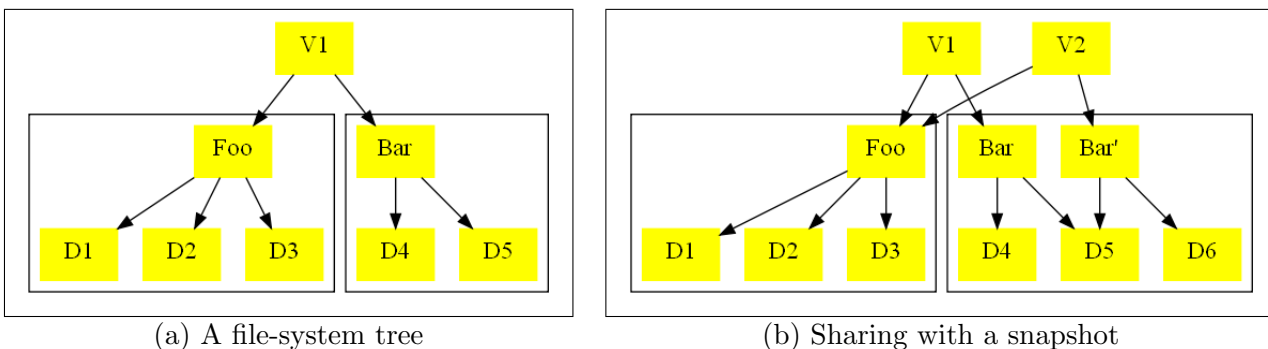 V1
Foo
Bar
D1
D2
D3
D4
D5
(a) A file-system tree
V1
V2
Foo
Bar
Bar'
D1
D2
D3
D4
D5
D6
(b) Sharing with a snapshot